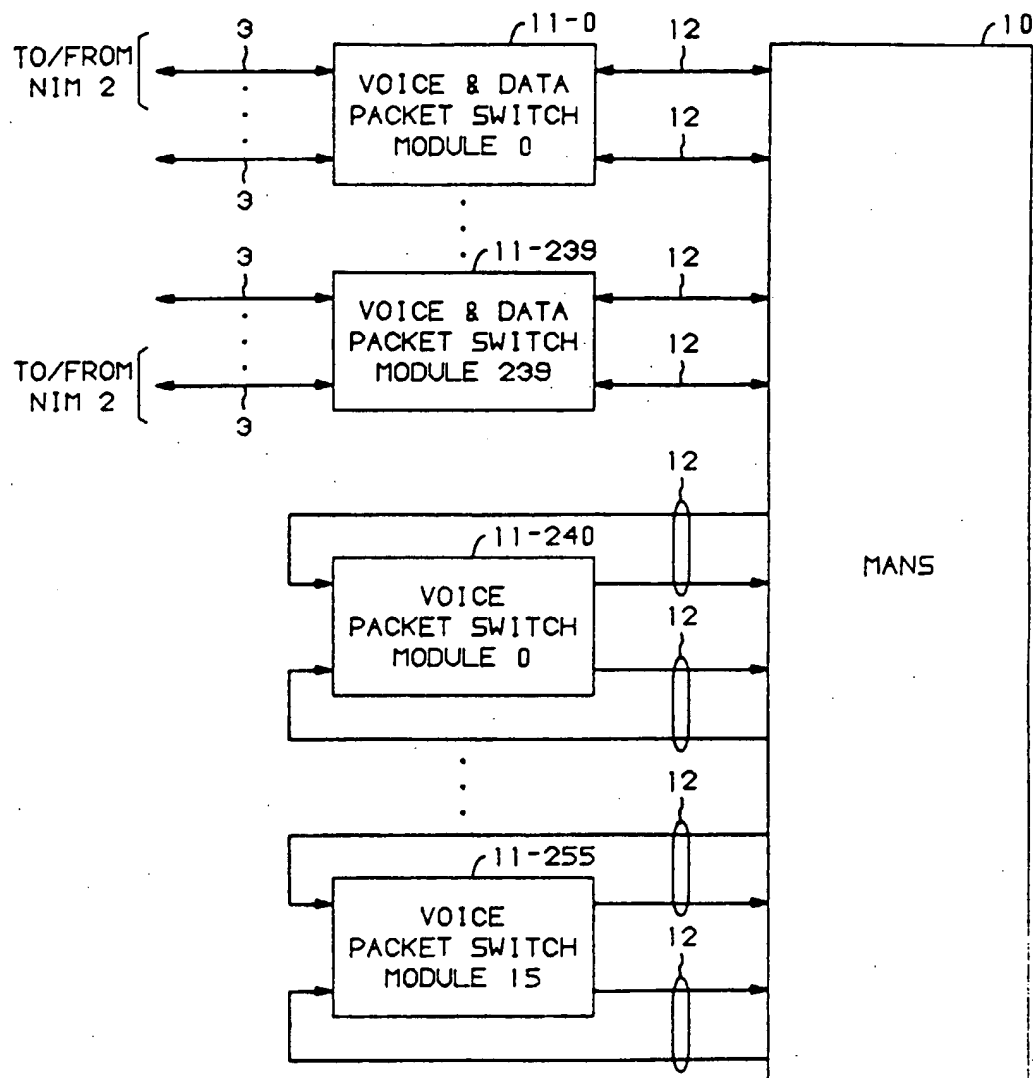 11-0
10
TO/FROM
NIM 2
3
12
VOICE & DATA
PACKET SWITCH
MODULE 0
12
3
11-239
3
12
VOICE & DATA
PACKET SWITCH
MODULE 239
12
TO/FROM
NIM 2
3
12
11-240
VOICE
PACKET SWITCH
MODULE 0
12
MANS
12
11-255
VOICE
PACKET SWITCH
MODULE 15
12